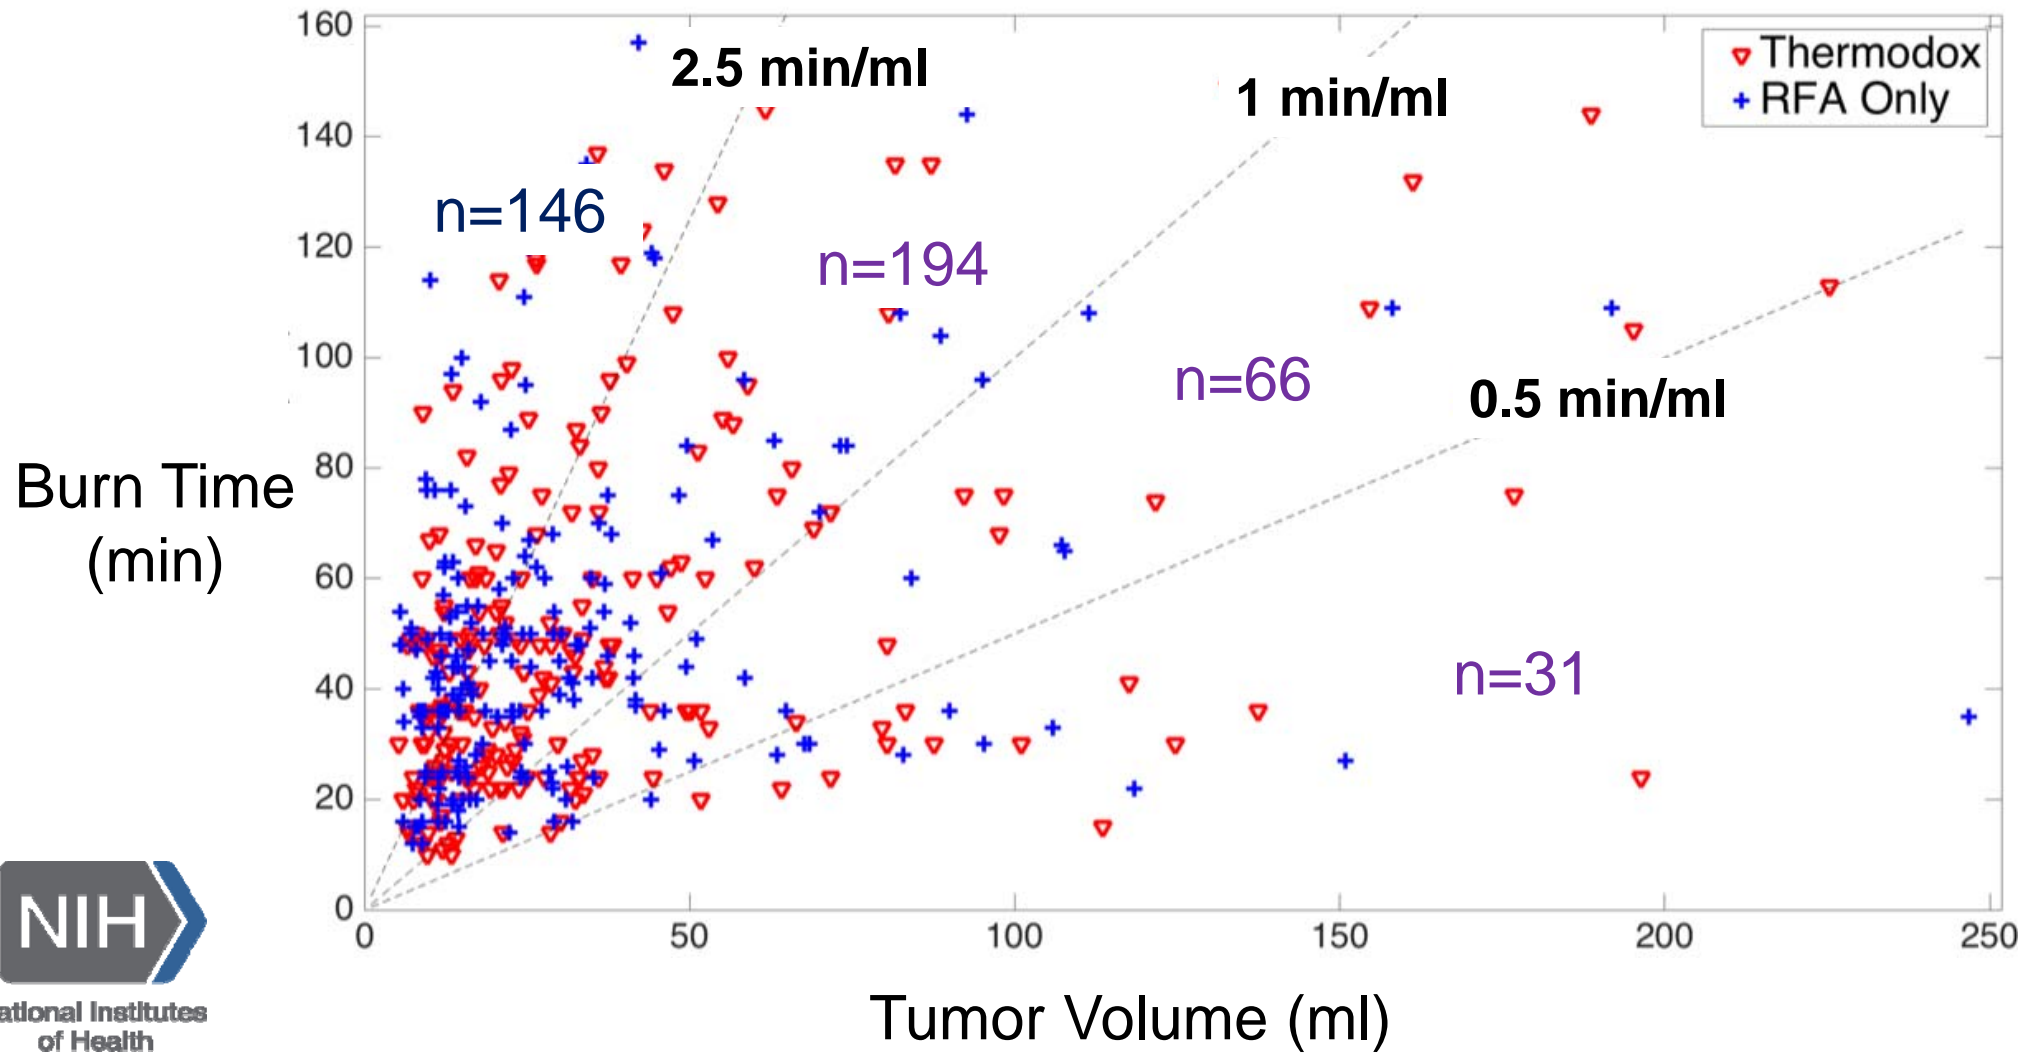 160
140
120
100
80
60
40
20
0
0 50 100 150 200 250
Burn Time
(min)
Tumor Volume (ml)
2.5 min/ml
1 min/ml
0.5 min/ml
n=146
n=194
n=66
n=31
Thermodox
RFA Only
NIH
ational Institutes
of Health